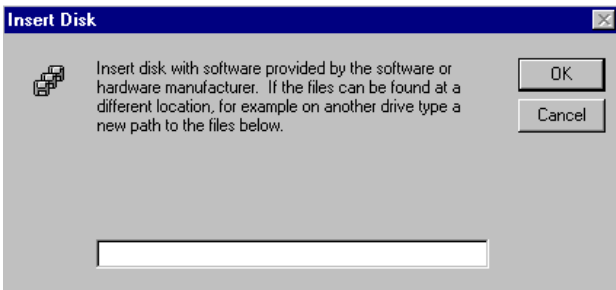 Insert Disk
Insert disk with software provided by the software or
hardware manufacturer.  If the files can be found at a
different location, for example on another drive type a
new path to the files below.
OK
Cancel